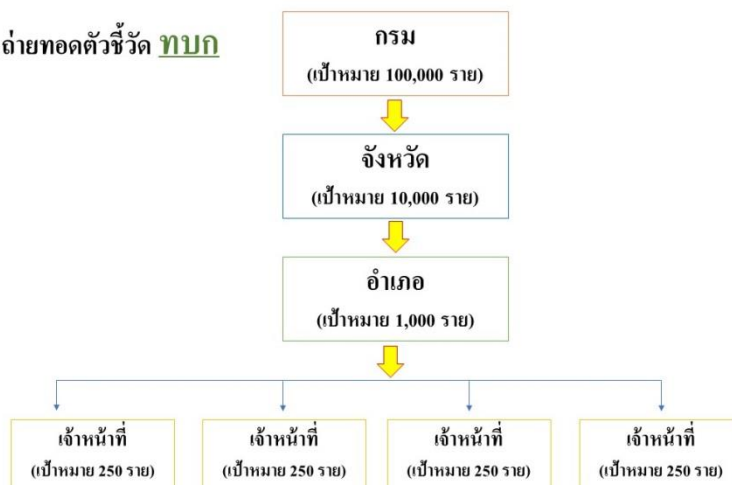 ถ่ายทอดตัวชี้วัด ทบก
กรม
(เป้าหมาย 100,000 ราย)
จังหวัด
(เป้าหมาย 10,000 ราย)
อำเภอ
(เป้าหมาย 1,000 ราย)
เจ้าหน้าที่
(เป้าหมาย 250 ราย)
เจ้าหน้าที่
(เป้าหมาย 250 ราย)
เจ้าหน้าที่
(เป้าหมาย 250 ราย)
เจ้าหน้าที่
(เป้าหมาย 250 ราย)